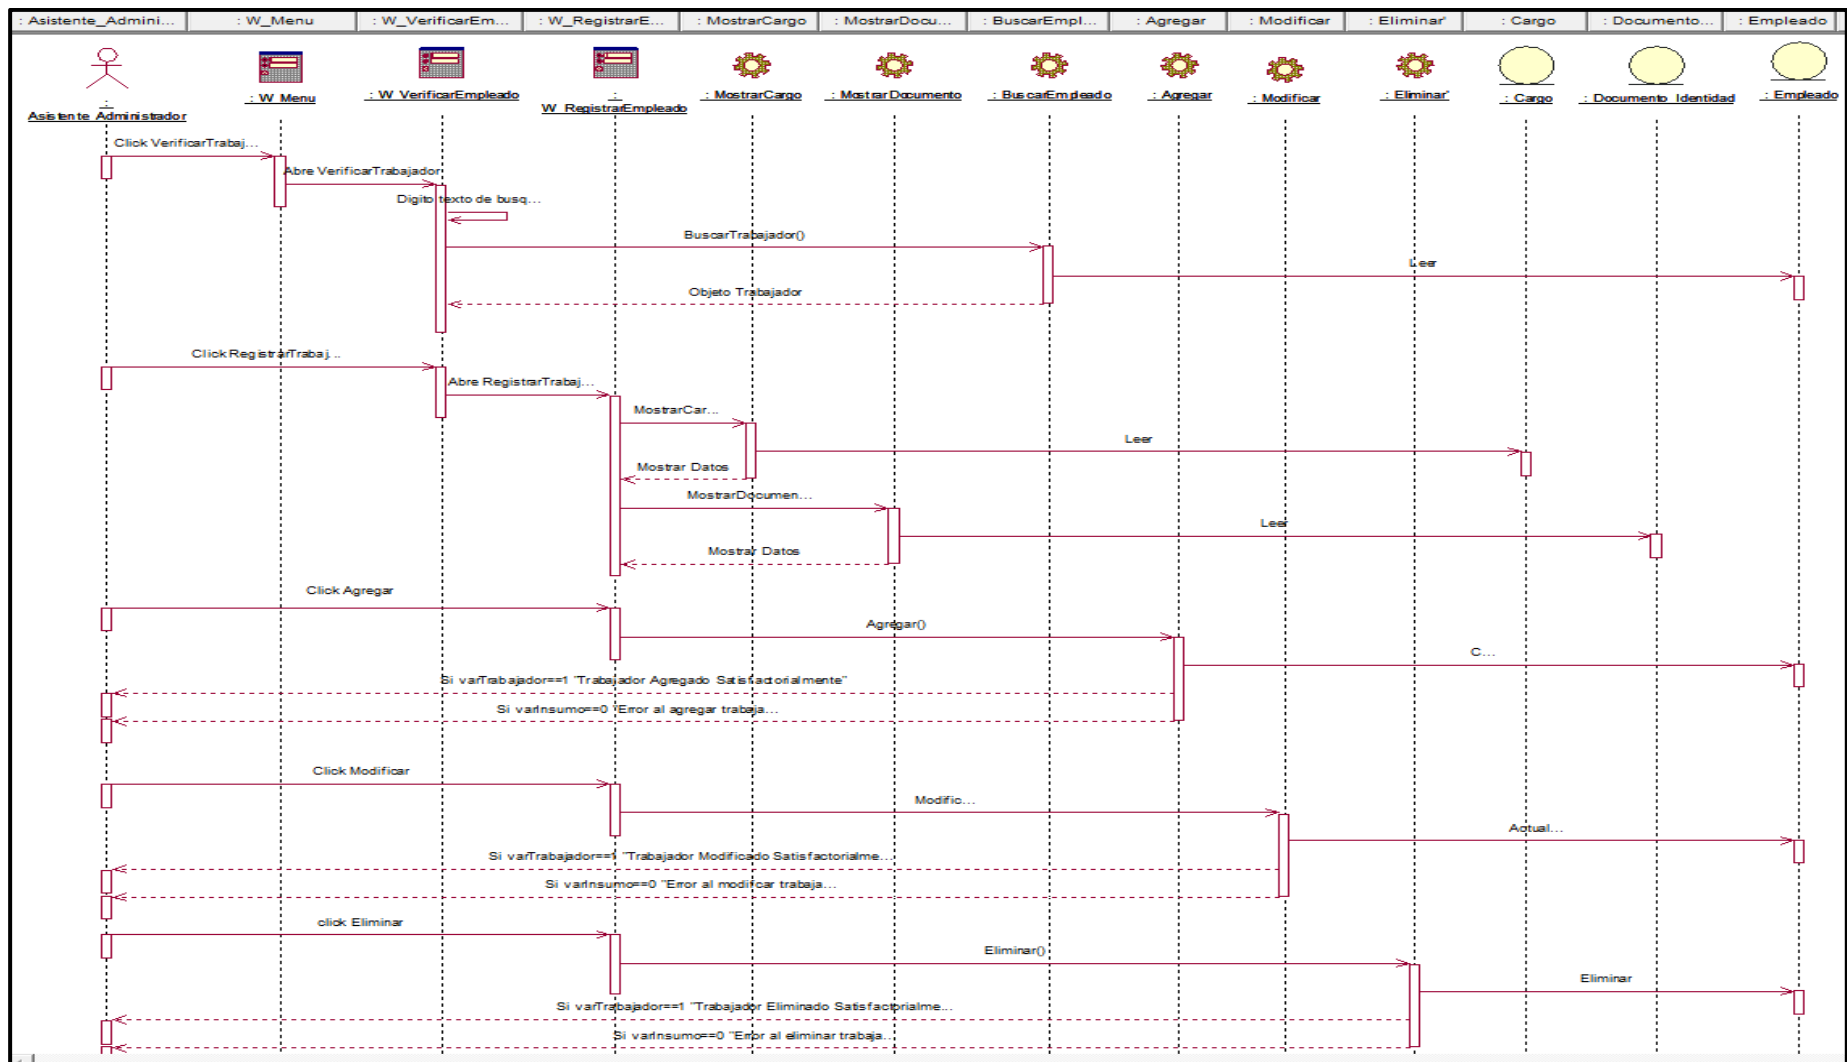 : Asistente_Admini...
: W_Menu
: W_VerificarEm...
: W_RegistrarE...
: MostrarCargo
: MostrarDocu...
: BuscarEmpl...
: Agregar
: Modificar
: Eliminar'
: Cargo
: Documento...
: Empleado
:
Asistente_Administrador
: W_Menu
: W_VerificarEmpleado
:
W_RegistrarEmpleado
: MostrarCargo
: MostrarDocumento
: BuscarEmpleado
: Agregar
: Modificar
: Eliminar'
: Cargo
: Documento_Identidad
: Empleado
Click VerificarTrabaj...
Abre VerificarTrabajador
Digito texto de busq...
BuscarTrabajador()
Leer
Objeto Trabajador
Click RegistrarTrabaj...
Abre RegistrarTrabaj...
MostrarCar...
Leer
Mostrar Datos
MostrarDocumen...
Leer
Mostrar Datos
Click Agregar
Agregar()
C...
Si varTrabajador==1 "Trabajador Agregado Satisfactorialmente"
Si varInsumo==0 "Error al agregar trabaja...
Click Modificar
Modific...
Actual...
Si varTrabajador==1 "Trabajador Modificado Satisfactorialme...
Si varInsumo==0 "Error al modificar trabaja...
click Eliminar
Eliminar()
Eliminar
Si varTrabajador==1 "Trabajador Eliminado Satisfactorialme...
Si varInsumo==0 "Error al eliminar trabaja...